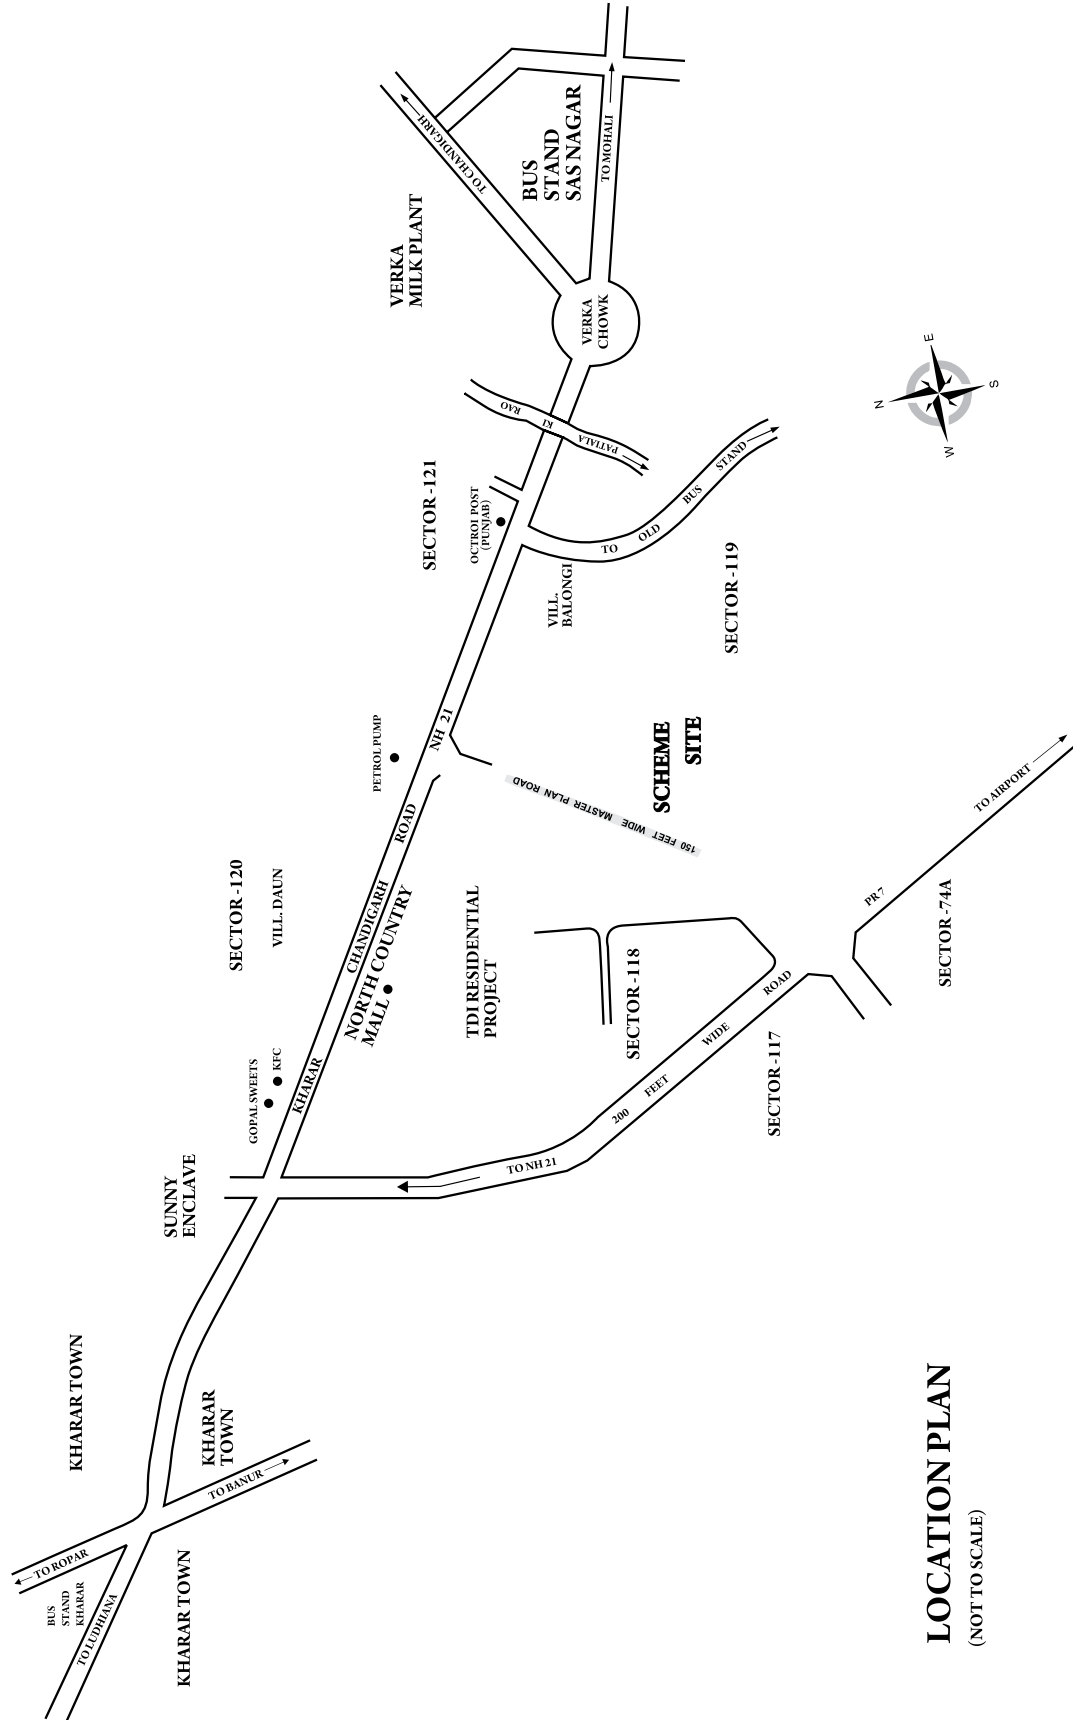 KHARAR TOWN
TO ROPAR
BUS
STAND
KHARAR
TO LUDHIANA
KHARAR TOWN
KHARAR
TOWN
TO BANUR
SUNNY
ENCLAVE
GOPAL SWEETS
KFC
SECTOR -120
VILL. DAUN
KHARAR CHANDIGARH ROAD NH 21
NORTH COUNTRY
MALL
PETROL PUMP
TDI RESIDENTIAL
PROJECT
TO NH 21
200 FEET WIDE ROAD
SECTOR -118
SECTOR -117
SECTOR -74A
PR 7
TO AIRPORT
150 FEET WIDE MASTER PLAN ROAD
SCHEME
SITE
SECTOR -121
OCTROI POST
(PUNJAB)
VILL.
BALONGI
SECTOR -119
TO OLD BUS STAND
PATIALA KI RAO
VERKA
MILK PLANT
VERKA
CHOWK
TO CHANDIGARH
BUS
STAND
SAS NAGAR
TO MOHALI
N
E
S
W
LOCATION PLAN
(NOT TO SCALE)